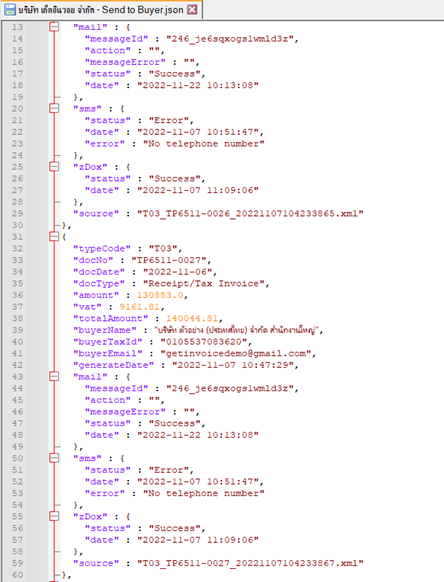 บริษัท เก็ตอินวอย จำกัด - Send to Buyer.json
13 "mail" : {
14 "messageId" : "246_je6sqxogslwmld3z",
15 "action" : "",
16 "messageError" : "",
17 "status" : "Success",
18 "date" : "2022-11-22 10:13:08"
19 },
20 "sms" : {
21 "status" : "Error",
22 "date" : "2022-11-07 10:51:47",
23 "error" : "No telephone number"
24 },
25 "zDox" : {
26 "status" : "Success",
27 "date" : "2022-11-07 11:09:06"
28 },
29 "source" : "T03_TP6511-0026_20221107104233865.xml"
30 },
31 {
32 "typeCode" : "T03",
33 "docNo" : "TP6511-0027",
34 "docDate" : "2022-11-06",
35 "docType" : "Receipt/Tax Invoice",
36 "amount" : 130883.0,
37 "vat" : 9161.81,
38 "totalAmount" : 140044.81,
39 "buyerName" : "บริษัท ตัวอย่าง (ประเทศไทย) จำกัด สำนักงานใหญ่",
40 "buyerTaxId" : "0105537083620",
41 "buyerEmail" : "getinvoicedemo@gmail.com",
42 "generateDate" : "2022-11-07 10:47:29",
43 "mail" : {
44 "messageId" : "246_je6sqxogslwmld3z",
45 "action" : "",
46 "messageError" : "",
47 "status" : "Success",
48 "date" : "2022-11-22 10:13:08"
49 },
50 "sms" : {
51 "status" : "Error",
52 "date" : "2022-11-07 10:51:47",
53 "error" : "No telephone number"
54 },
55 "zDox" : {
56 "status" : "Success",
57 "date" : "2022-11-07 11:09:06"
58 },
59 "source" : "T03_TP6511-0027_20221107104233867.xml"
60 },